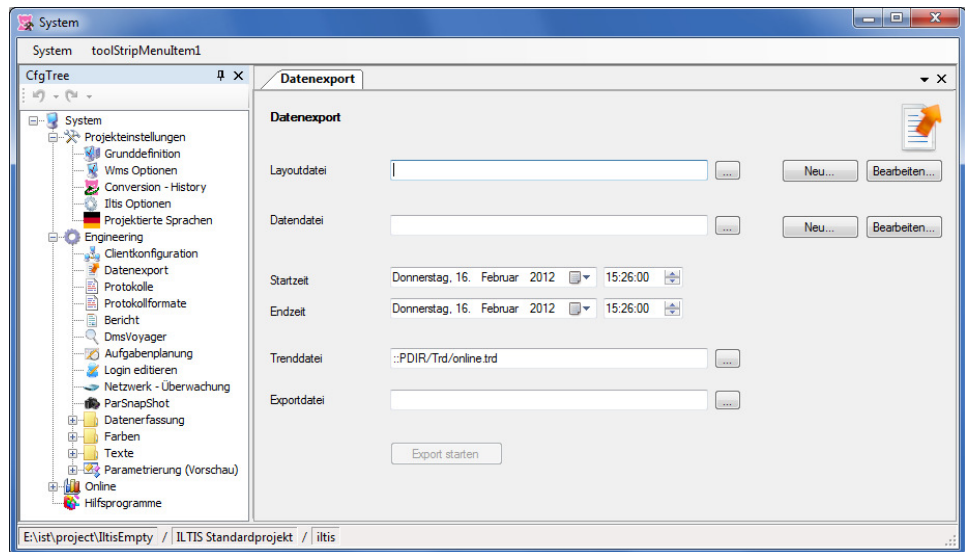 System
System toolStripMenuItem1
CfgTree
Datenexport
System
Projekteinstellungen
Grunddefinition
Wms Optionen
Conversion - History
Iltis Optionen
Projektierte Sprachen
Engineering
Clientkonfiguration
Datenexport
Protokolle
Protokollformate
Bericht
DmsVoyager
Aufgabenplanung
Login editieren
Netzwerk - Überwachung
ParSnapShot
Datenerfassung
Farben
Texte
Parametrierung (Vorschau)
Online
Hilfsprogramme
Datenexport
Layoutdatei ... Neu... Bearbeiten...
Datendatei ... Neu... Bearbeiten...
Startzeit Donnerstag, 16. Februar 2012 15:26:00
Endzeit Donnerstag, 16. Februar 2012 15:26:00
Trenddatei ::PDIR/Trd/online.trd ...
Exportdatei ...
Export starten
E:\ist\project\IltisEmpty / ILTIS Standardprojekt / iltis